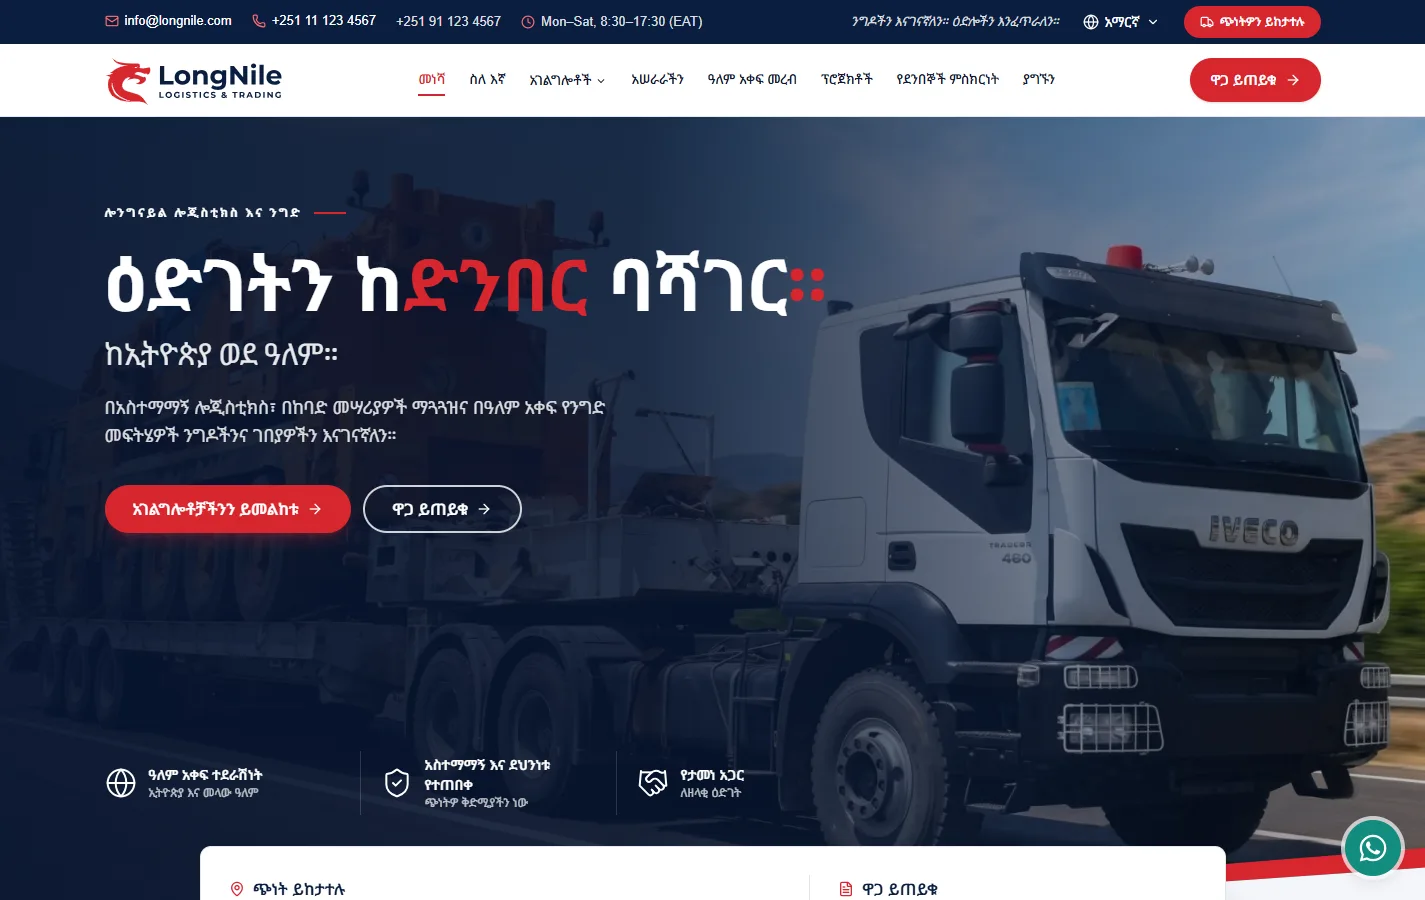 info@longnile.com
+251 11 123 4567
+251 91 123 4567
Mon–Sat, 8:30–17:30 (EAT)
ንግዶችን እናገናኛለን። ዕድሎችን እንፈጥራለን።
አማርኛ
ጭነትዎን ይከታተሉ
LongNile
LOGISTICS & TRADING
መነሻ
ስለ እኛ
አገልግሎቶች
አሠራራችን
ዓለም አቀፍ መረብ
ፕሮጀክቶች
የደንበኞች ምስክርነት
ያግኙን
ዋጋ ይጠይቁ
ሎንግናይል ሎጂስቲክስ እና ንግድ
ዕድገትን ከድንበር ባሻገር።
ከኢትዮጵያ ወደ ዓለም።
በአስተማማኝ ሎጂስቲክስ፣ በከባድ መሣሪያዎች ማጓጓዝና በዓለም አቀፍ የንግድ
መፍትሄዎች ንግዶችንና ገበያዎችን እናገናኛለን።
አገልግሎቶቻችንን ይመልከቱ
ዋጋ ይጠይቁ
IVECO
TRAKKER
460
ዓለም አቀፍ ተደራሽነት
ኢትዮጵያ እና መላው ዓለም
አስተማማኝ እና ደህንነቱ
የተጠበቀ
ጭነትዎ ቅድሚያችን ነው
የታመነ አጋር
ለዘላቂ ዕድገት
ጭነት ይከታተሉ
ዋጋ ይጠይቁ